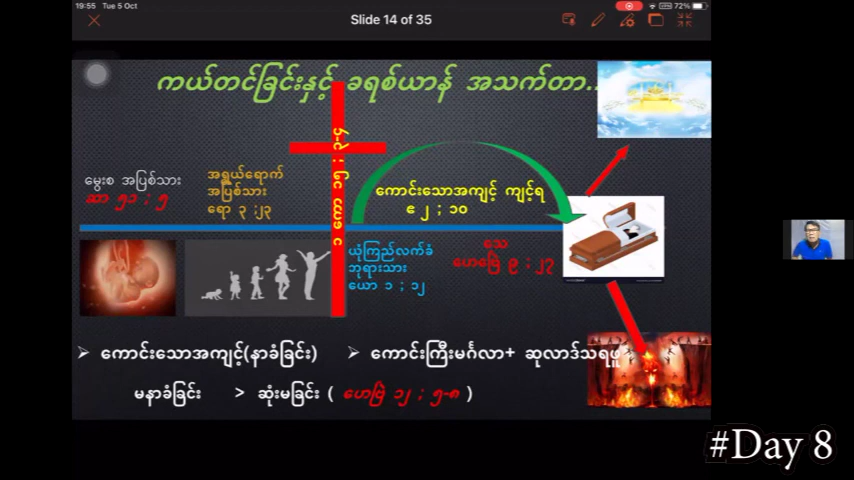 19:55 Tue 5 Oct
72%
Slide 14 of 35
ကယ်တင်ခြင်းနှင့် ခရစ်ယာန် အသက်တာ..
မွေးစ အပြစ်သား
ဆာ ၅၁ ; ၅
အရွယ်ရောက်
အပြစ်သား
ရော ၃ ;၂၃
ကောင်းသောအကျင့် ကျင့်ရ
ဧ ၂ ; ၁၀
ယုံကြည်လက်ခံ
ဘုရားသား
ယော ၁ ; ၁၂
သေ
ဟေဗြဲ ၉ ; ၂၇
➢ ကောင်းသောအကျင့်(နာခံခြင်း) ➢ ကောင်းကြီးမင်္ဂလာ+ ဆုလာဒ်သရဖူ
မနာခံခြင်း > ဆုံးမခြင်း ( ဟေဗြဲ ၁၂ ; ၅-၈ )
#Day 8